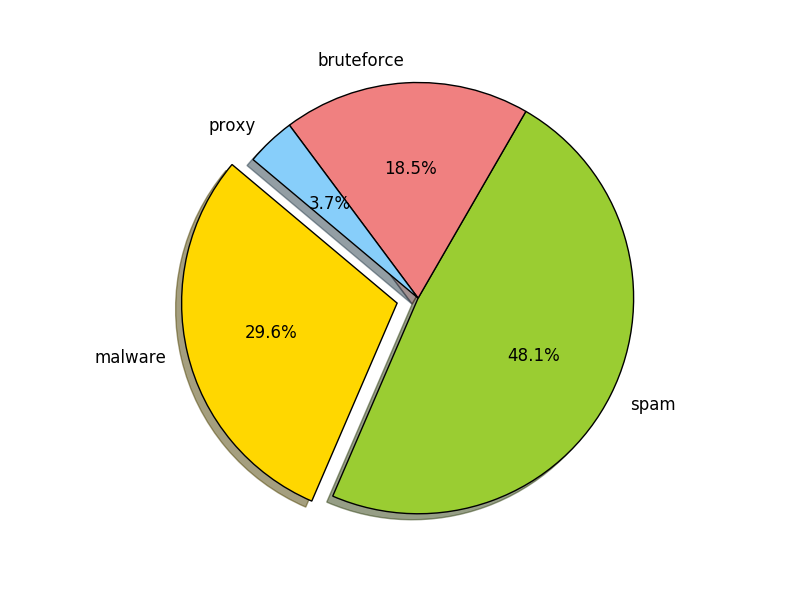 bruteforce
proxy
18.5%
3.7%
29.6%
malware
48.1%
spam